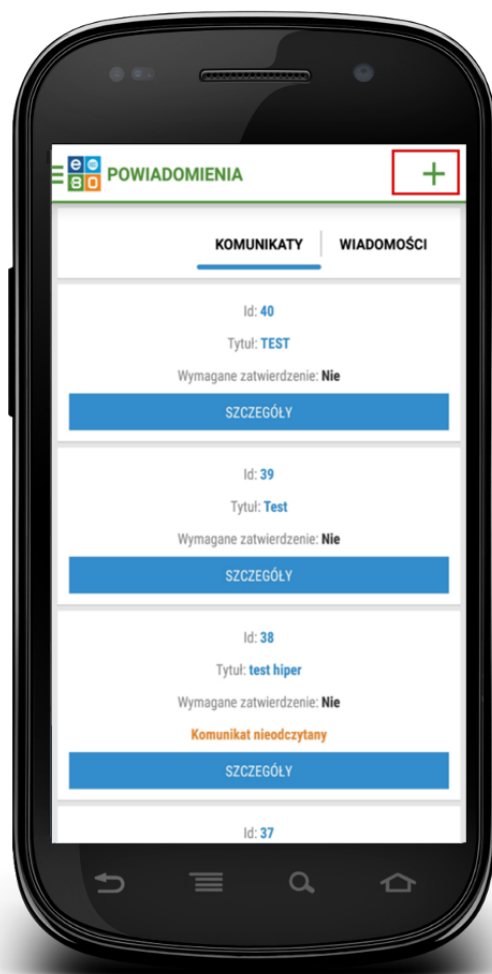 eBO
POWIADOMIENIA
KOMUNIKATY WIADOMOŚCI
Id: 40
Tytuł: TEST
Wymagane zatwierdzenie: Nie
SZCZEGÓŁY
Id: 39
Tytuł: Test
Wymagane zatwierdzenie: Nie
SZCZEGÓŁY
Id: 38
Tytuł: test hiper
Wymagane zatwierdzenie: Nie
Komunikat nieodczytany
SZCZEGÓŁY
Id: 37